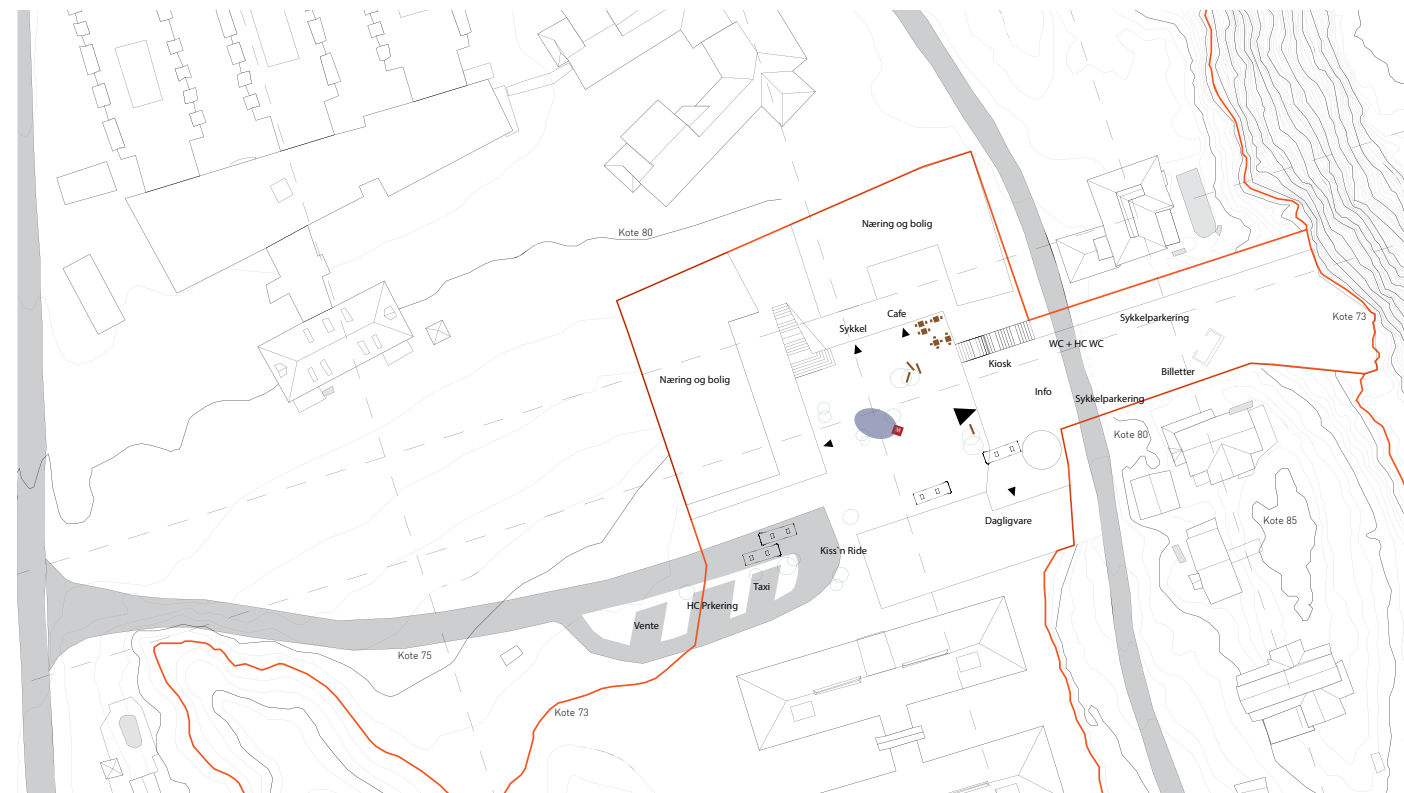 Næring og bolig
Kote 80
Cafe
Sykkel
Sykkelparkering
Kote 73
WC + HC WC
Kiosk
Billetter
Næring og bolig
Info
Sykkelparkering
M
Kote 80
Dagligvare
Kote 85
Kiss`n Ride
Taxi
HC Prkering
Vente
Kote 75
Kote 73